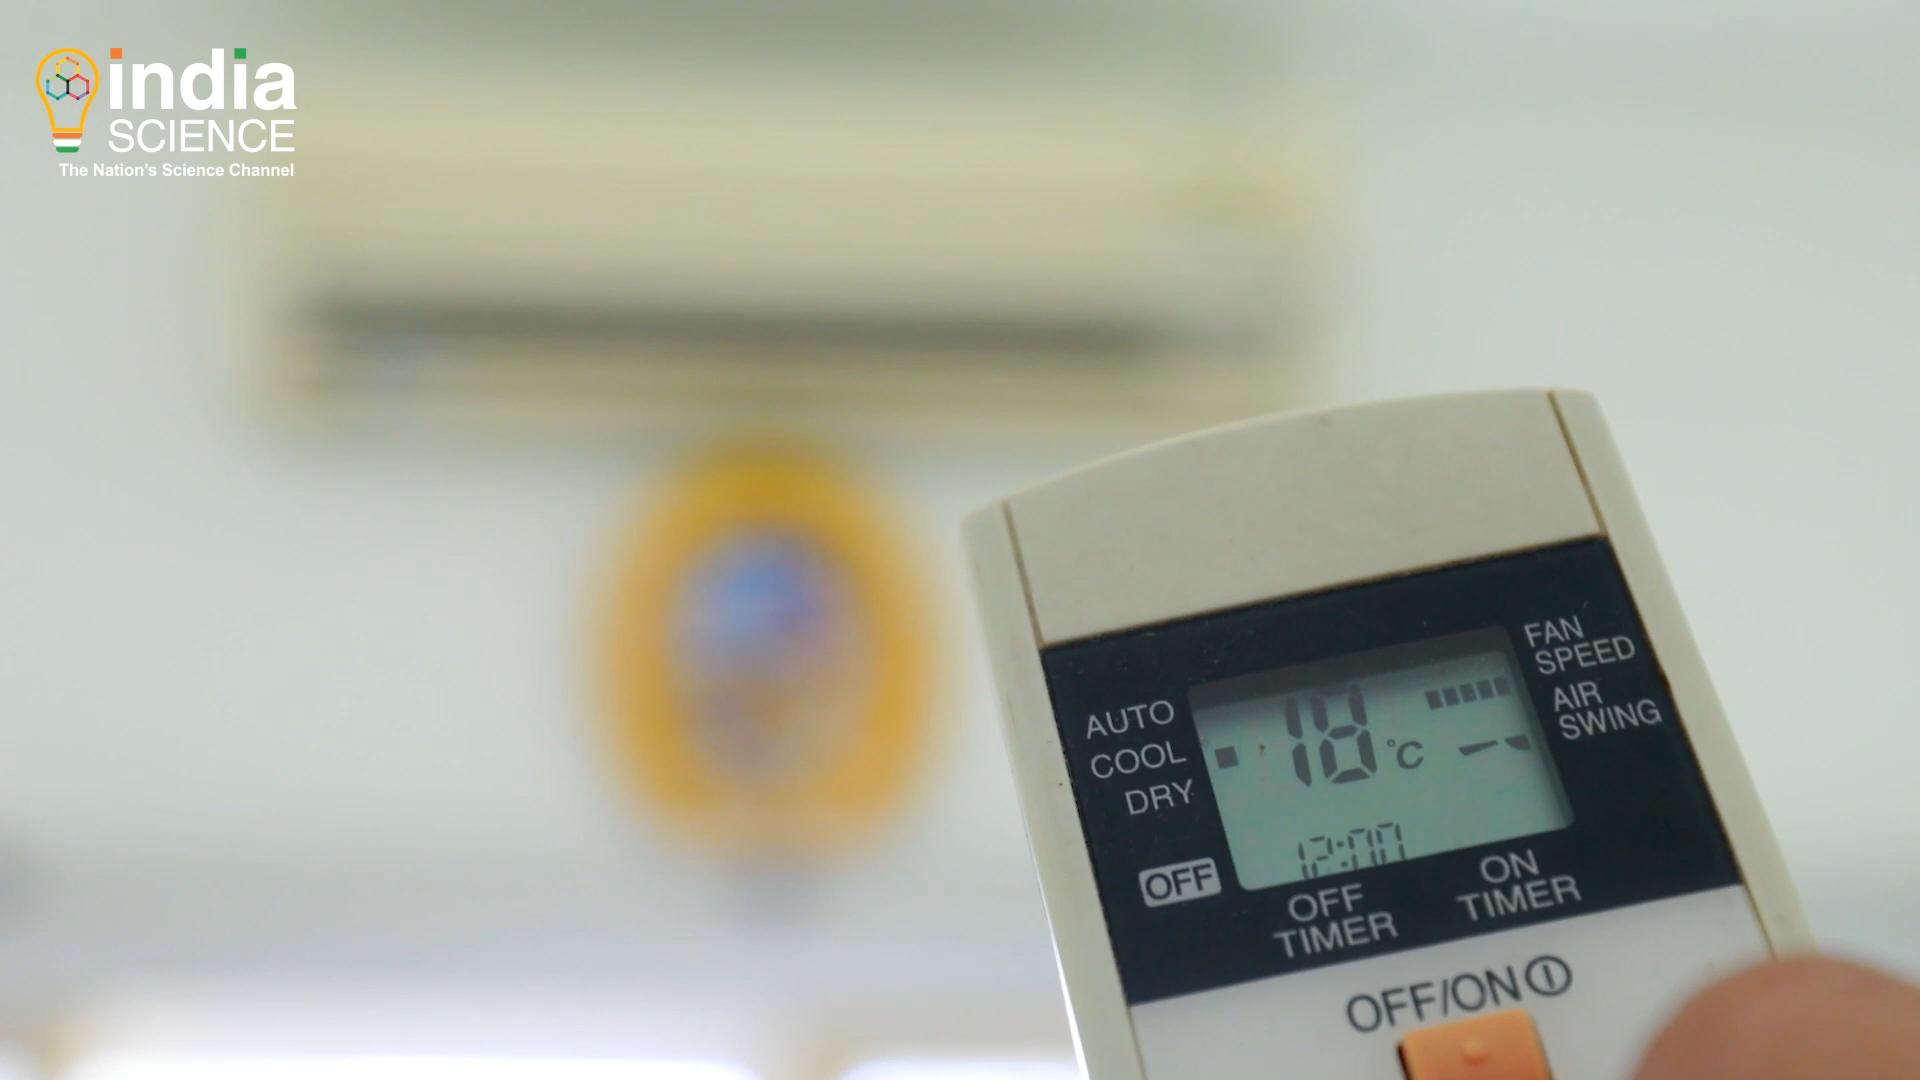 india
SCIENCE
The Nation's Science Channel
FAN
SPEED
AIR
SWING
AUTO
COOL
DRY
18 °C
12:00
OFF
OFF
TIMER
ON
TIMER
OFF/ON